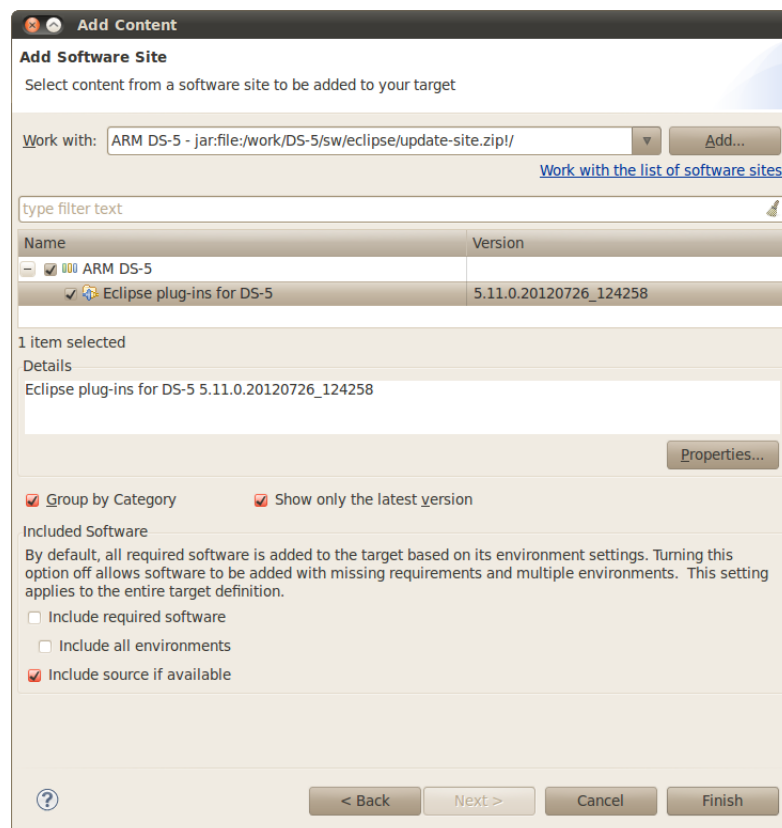 Add Content
Add Software Site
Select content from a software site to be added to your target
Work with: ARM DS-5 - jar:file:/work/DS-5/sw/eclipse/update-site.zip!/ Add...
Work with the list of software sites
type filter text
Name Version
ARM DS-5
Eclipse plug-ins for DS-5 5.11.0.20120726_124258
1 item selected
Details
Eclipse plug-ins for DS-5 5.11.0.20120726_124258
Properties...
Group by Category Show only the latest version
Included Software
By default, all required software is added to the target based on its environment settings. Turning this
option off allows software to be added with missing requirements and multiple environments. This setting
applies to the entire target definition.
Include required software
Include all environments
Include source if available
? < Back Next > Cancel Finish